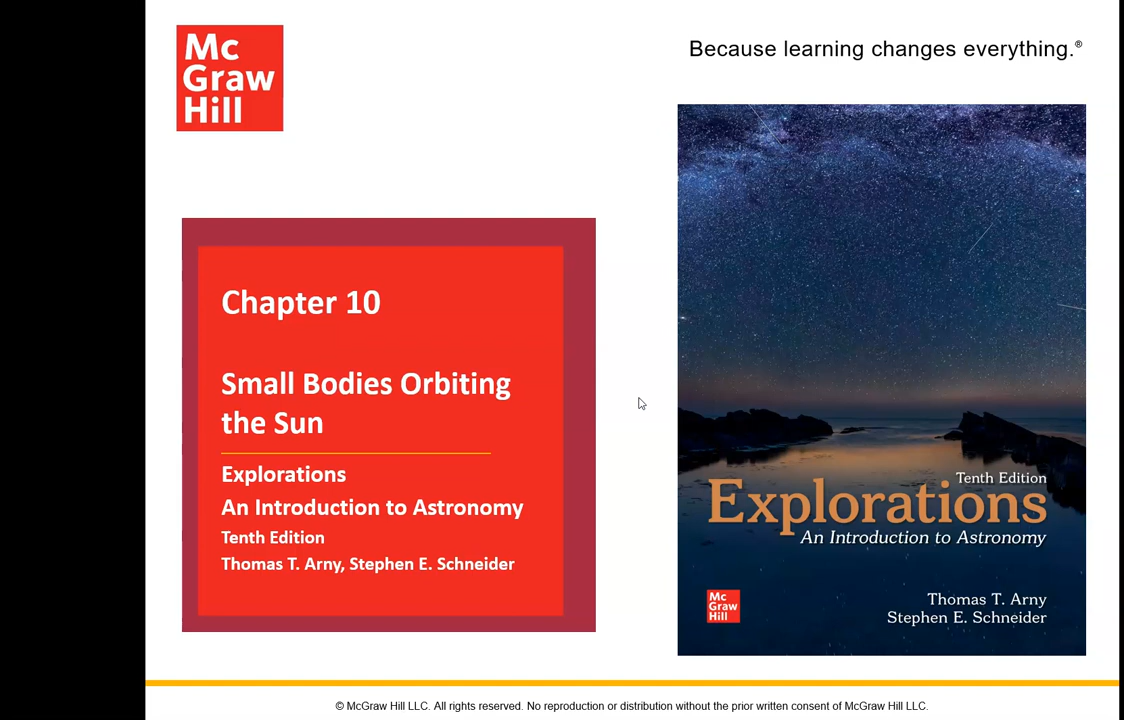 Mc
Graw
Hill
Because learning changes everything.®
Chapter 10
Small Bodies Orbiting
the Sun
Explorations
An Introduction to Astronomy
Tenth Edition
Thomas T. Arny, Stephen E. Schneider
Tenth Edition
Explorations
An Introduction to Astronomy
Mc
Graw
Hill
Thomas T. Arny
Stephen E. Schneider
© McGraw Hill LLC. All rights reserved. No reproduction or distribution without the prior written consent of McGraw Hill LLC.